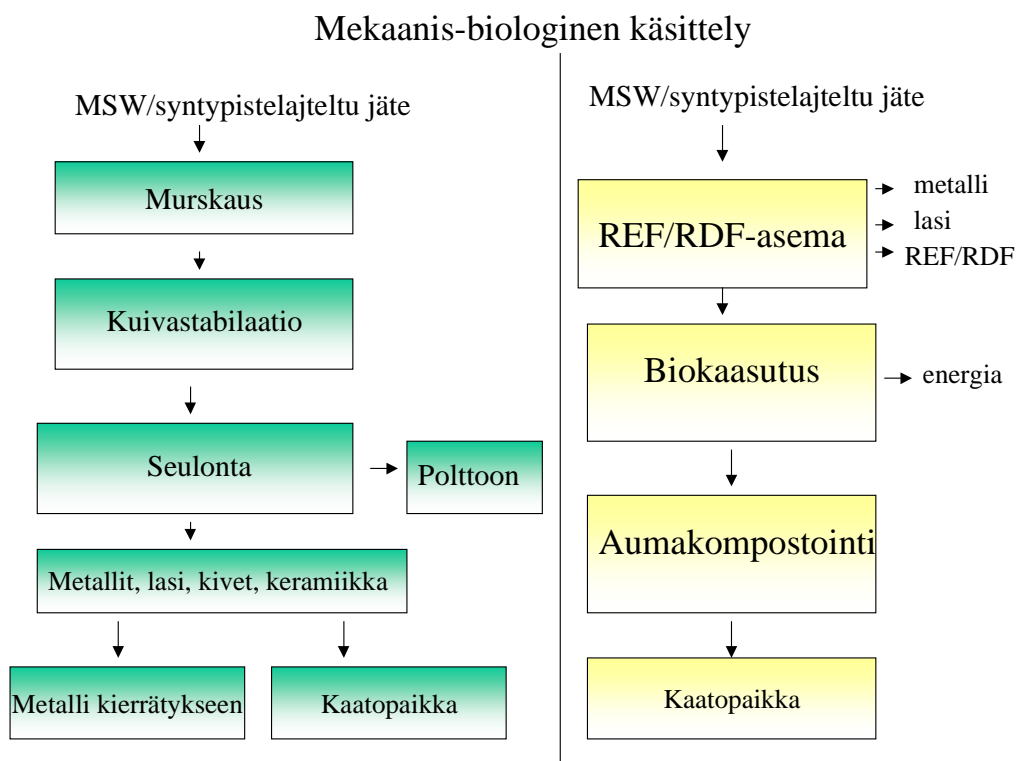 Mekaanis-biologinen käsittely
MSW/syntypistelajteltu jäte
Murskaus
Kuivastabilaatio
Seulonta
Polttoon
Metallit, lasi, kivet, keramiikka
Metalli kierrätykseen
Kaatopaikka
MSW/syntypistelajteltu jäte
REF/RDF-asema
metalli
lasi
REF/RDF
Biokaasutus
energia
Aumakompostointi
Kaatopaikka